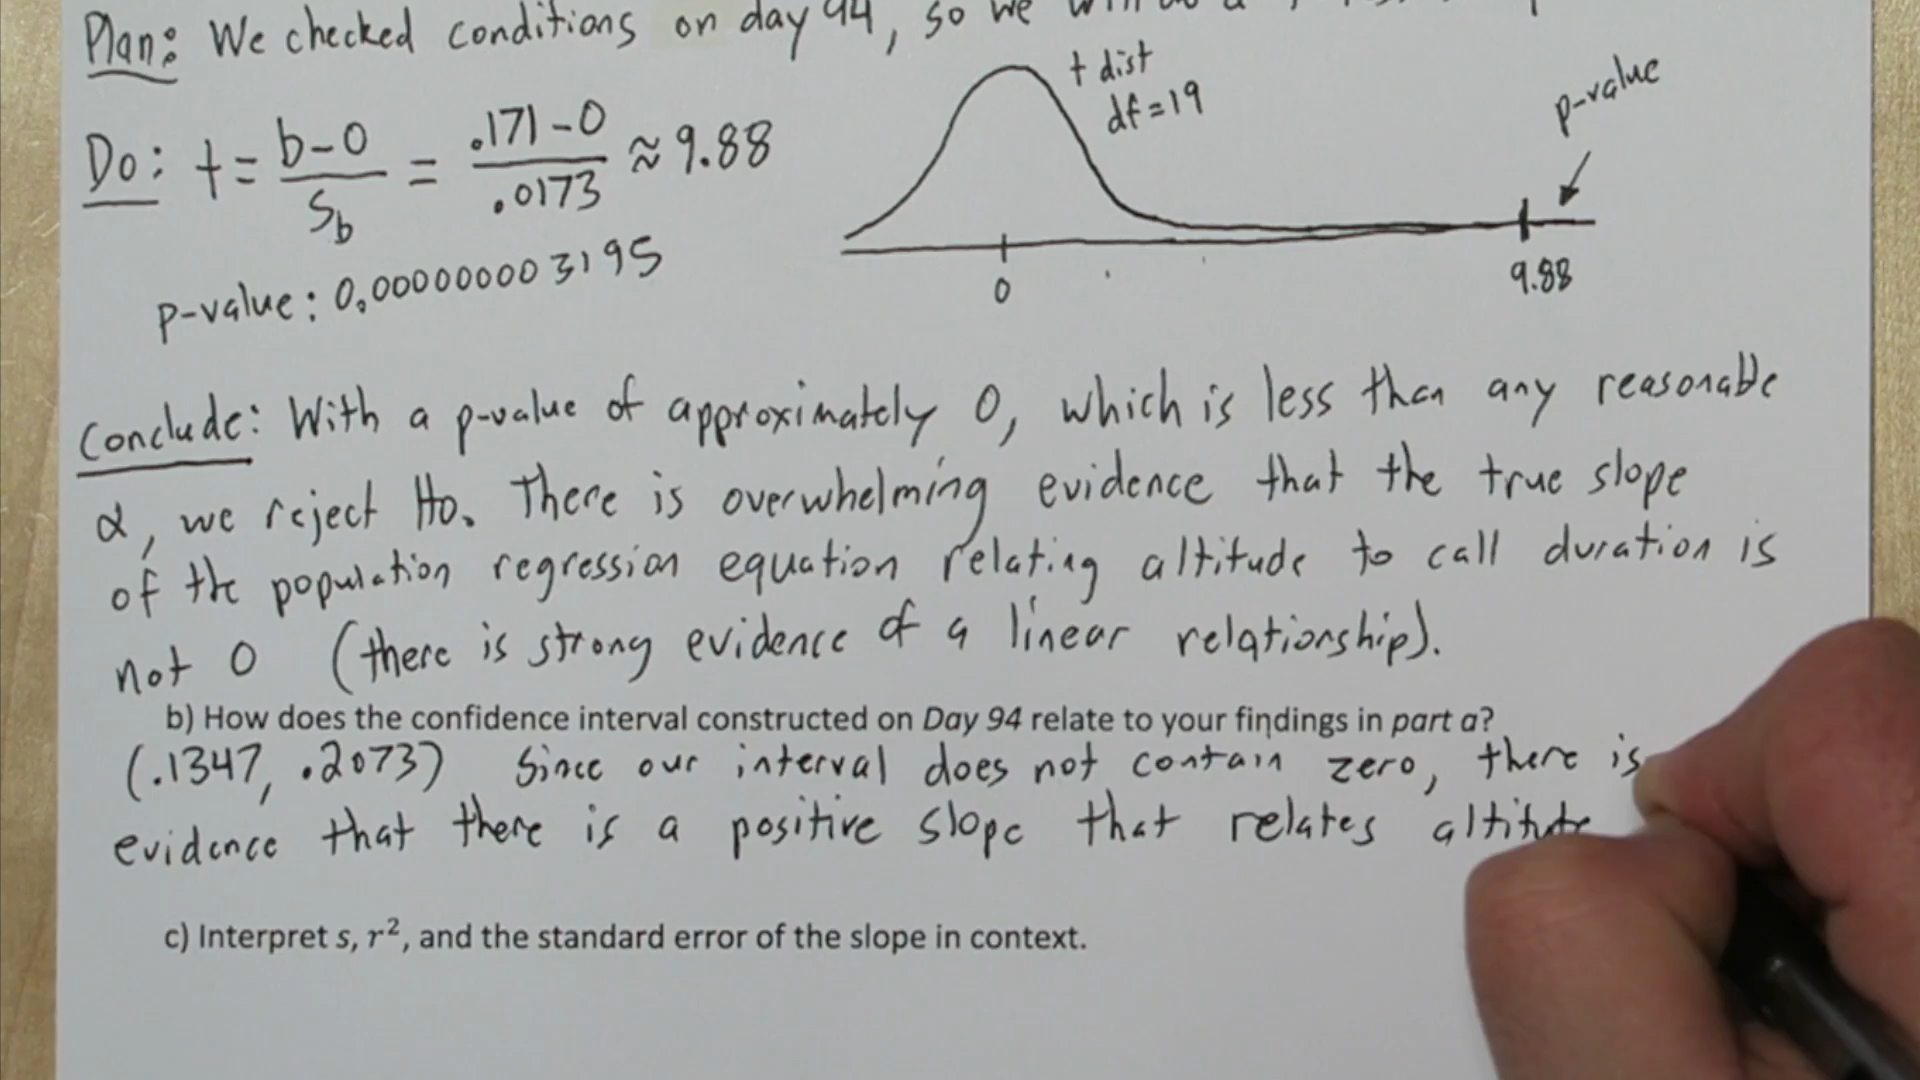 Plan: We checked conditions on day 94, so we
t dist
df=19
p-value
Do: t = b-0 / Sb = .171-0 / .0173 ≈ 9.88
0
9.88
p-value: 0.000000003195
Conclude: With a p-value of approximately 0, which is less than any reasonable
α, we reject Ho. There is overwhelming evidence that the true slope
of the population regression equation relating altitude to call duration is
not 0 (there is strong evidence of a linear relationship).
b) How does the confidence interval constructed on Day 94 relate to your findings in part a?
(.1347, .2073) Since our interval does not contain zero, there is
evidence that there is a positive slope that relates altitute
c) Interpret s, r², and the standard error of the slope in context.